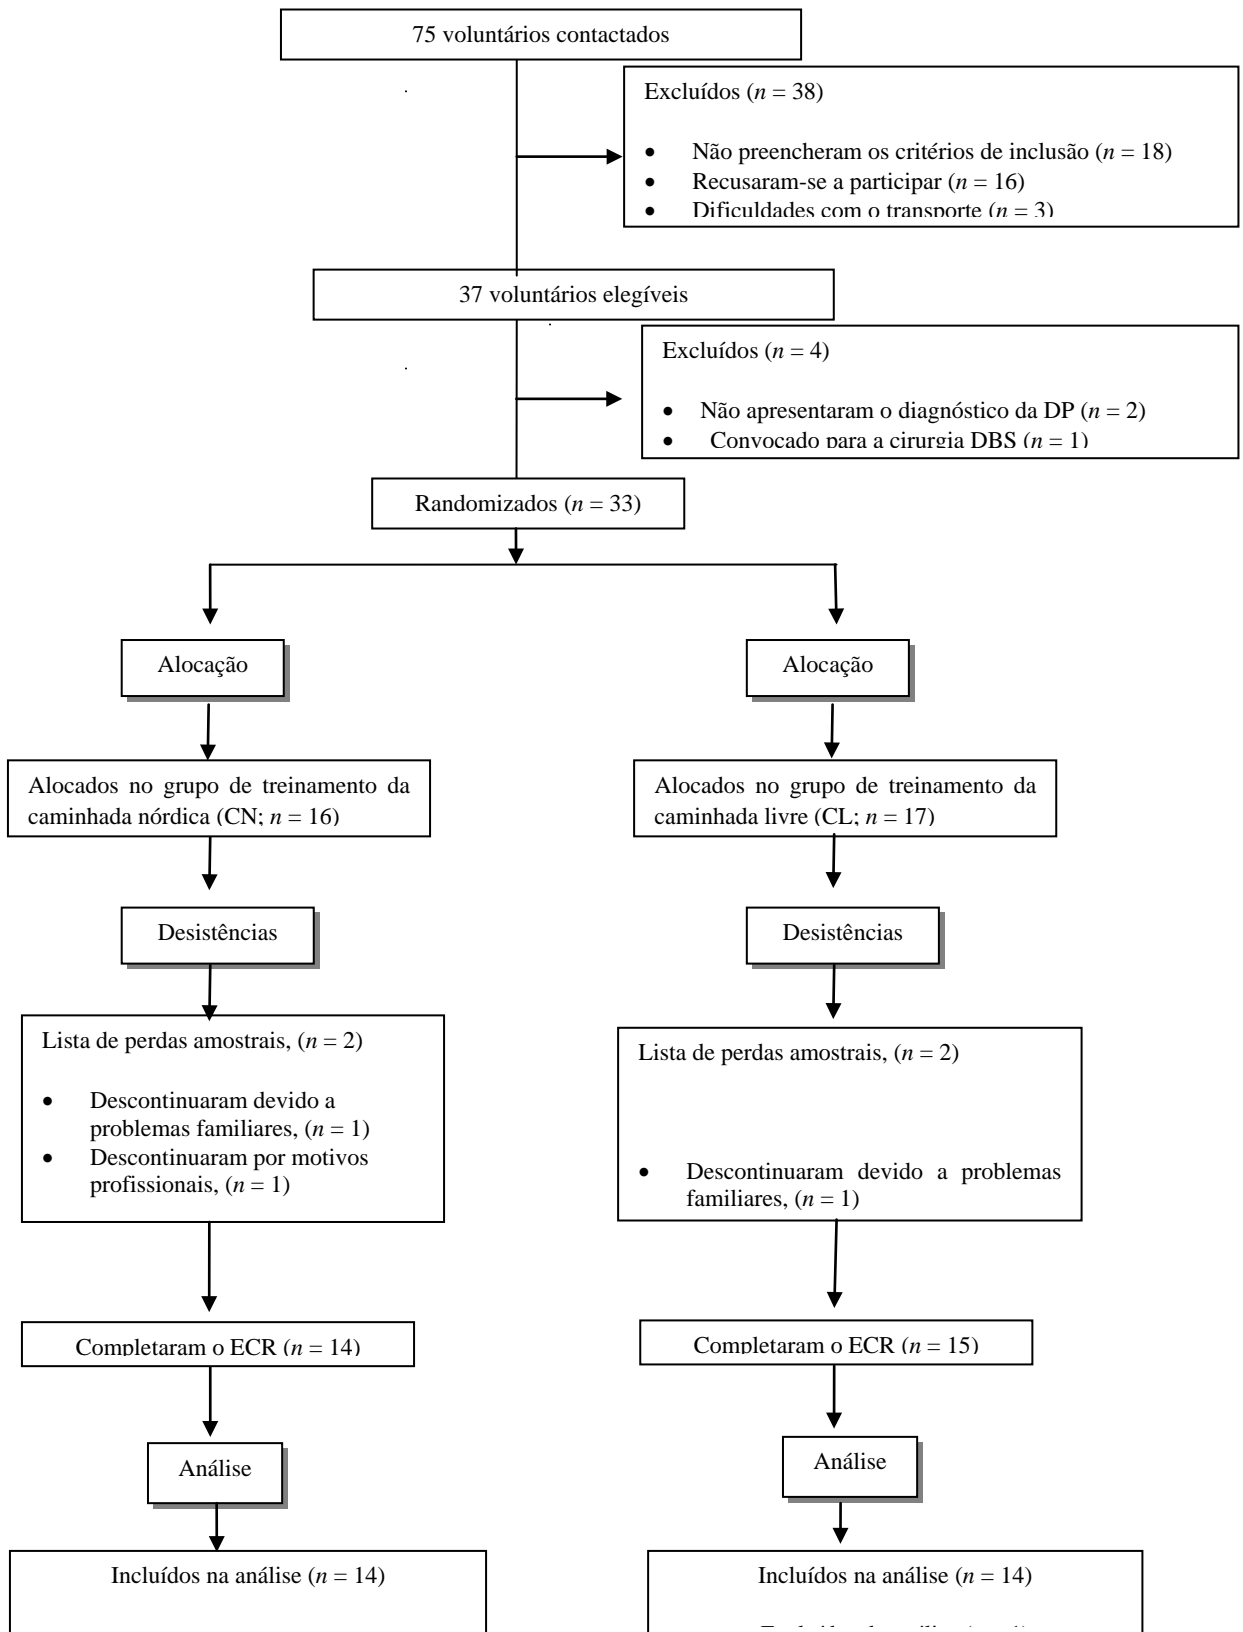 75 voluntários contactados
Excluídos (n = 38)
• Não preencheram os critérios de inclusão (n = 18)
• Recusaram-se a participar (n = 16)
• Dificuldades com o transporte (n = 3)
37 voluntários elegíveis
Excluídos (n = 4)
• Não apresentaram o diagnóstico da DP (n = 2)
• Convocado para a cirurgia DBS (n = 1)
Randomizados (n = 33)
Alocação
Alocação
Alocados no grupo de treinamento da
caminhada nórdica (CN; n = 16)
Alocados no grupo de treinamento da
caminhada livre (CL; n = 17)
Desistências
Desistências
Lista de perdas amostrais, (n = 2)
• Descontinuaram devido a
problemas familiares, (n = 1)
• Descontinuaram por motivos
profissionais, (n = 1)
Lista de perdas amostrais, (n = 2)
• Descontinuaram devido a problemas
familiares, (n = 1)
Completaram o ECR (n = 14)
Completaram o ECR (n = 15)
Análise
Análise
Incluídos na análise (n = 14)
Incluídos na análise (n = 14)